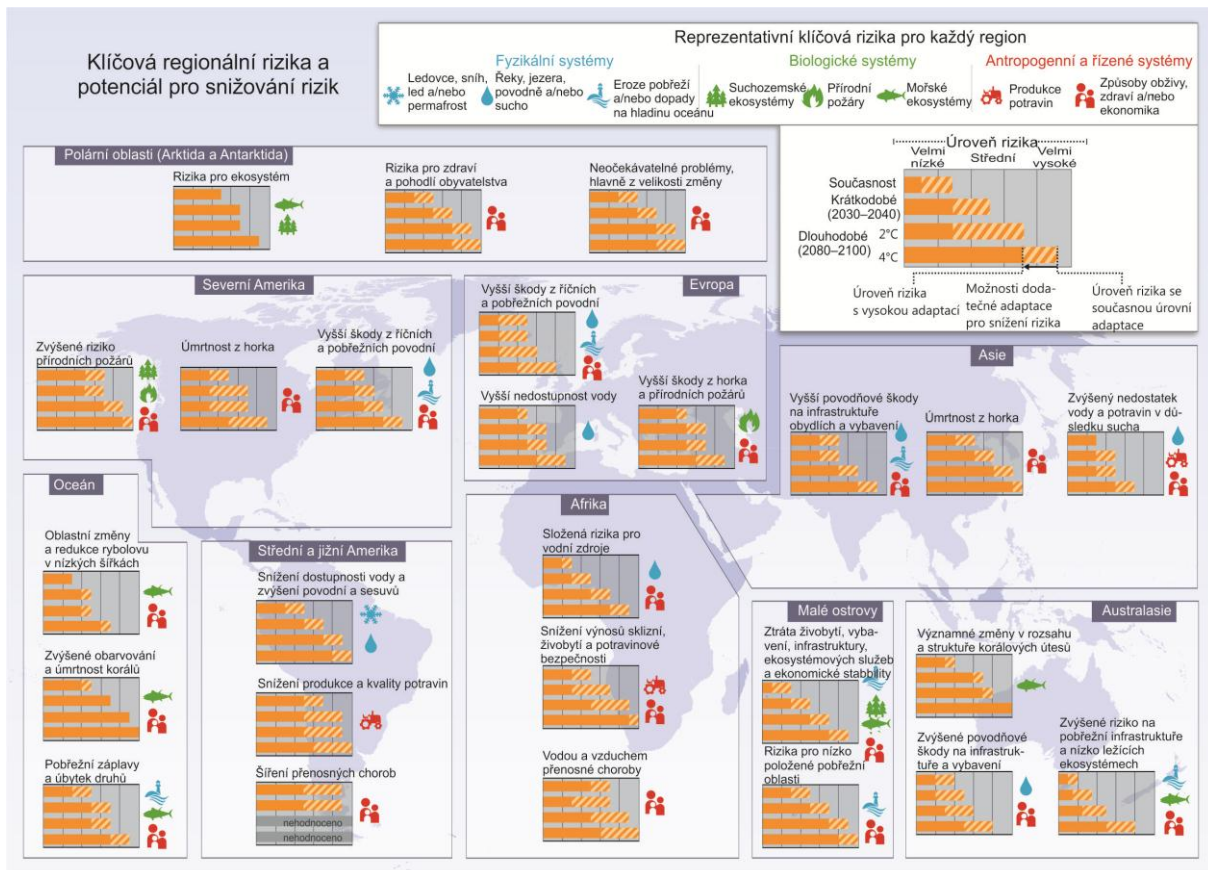 Klíčová regionální rizika a
potenciál pro snižování rizik
Reprezentativní klíčová rizika pro každý region
Fyzikální systémy
Biologické systémy
Antropogenní a řízené systémy
Ledovce, sníh,
led a/nebo
permafrost
Řeky, jezera,
povodně a/nebo
sucho
Eroze pobřeží
a/nebo dopady
na hladinu oceánu
Suchozemské
ekosystémy
Přírodní
požáry
Mořské
ekosystémy
Produkce
potravin
Způsoby obživy,
zdraví a/nebo
ekonomika
Úroveň rizika
Velmi
nízké
Střední
Velmi
vysoké
Současnost
Krátkodobé
(2030–2040)
Dlouhodobé
(2080–2100)
2°C
4°C
Úroveň rizika
s vysokou adaptací
Možnosti doda-
tečné adaptace
pro snížení rizika
Úroveň rizika se
současnou úrovní
adaptace
Polární oblasti (Arktida a Antarktida)
Rizika pro ekosystém
Rizika pro zdraví
a pohodlí obyvatelstva
Neočekávatelné problémy,
hlavně z velikosti změny
Severní Amerika
Zvýšené riziko
přírodních požárů
Úmrtnost z horka
Vyšší škody z říčních
a pobřežních povodní
Evropa
Vyšší škody z říčních
a pobřežních povodní
Vyšší nedostupnost vody
Vyšší škody z horka
a přírodních požárů
Asie
Vyšší povodňové škody
na infrastruktuře
obydlích a vybavení
Úmrtnost z horka
Zvýšený nedostatek
vody a potravin v dů-
sledku sucha
Oceán
Oblastní změny
a redukce rybolovu
v nízkých šířkách
Zvýšené obarvování
a úmrtnost korálů
Pobřežní záplavy
a úbytek druhů
Střední a jižní Amerika
Snížení dostupnosti vody a
zvýšení povodní a sesuvů
Snížení produkce a kvality potravin
Šíření přenosných chorob
nehodnoceno
nehodnoceno
Afrika
Složená rizika pro
vodní zdroje
Snížení výnosů sklizní,
živobytí a potravinové
bezpečnosti
Vodou a vzduchem
přenosné choroby
Malé ostrovy
Ztráta živobytí, vyba-
vení, infrastruktury,
ekosystémových služeb
a ekonomické stabbility
Rizika pro nízko
položené pobřežní
oblasti
Australasie
Významné změny v rozsahu
a struktuře korálových útesů
Zvýšené povodňové
škody na infrastruk-
tuře a vybavení
Zvýšené riziko na
pobřežní infrastruktuře
a nízko ležících
ekosystémech